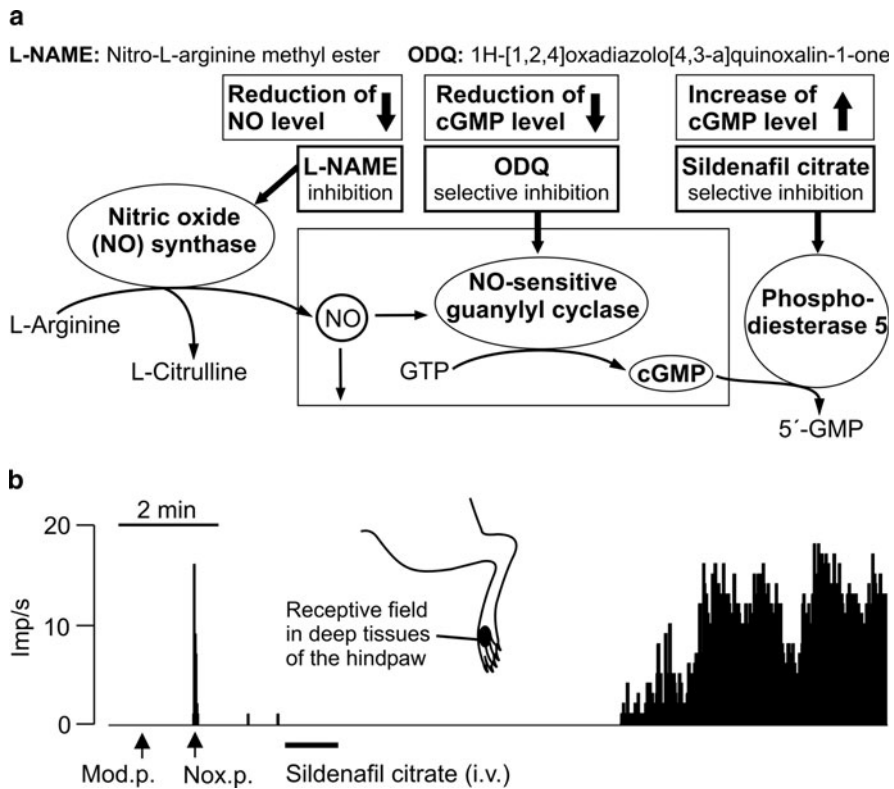 a
L-NAME: Nitro-L-arginine methyl ester ODQ: 1H-[1,2,4]oxadiazolo[4,3-a]quinoxalin-1-one
Reduction of
NO level
Reduction of
cGMP level
Increase of
cGMP level
L-NAME
inhibition
ODQ
selective inhibition
Sildenafil citrate
selective inhibition
Nitric oxide
(NO) synthase
NO-sensitive
guanylyl cyclase
Phospho-
diesterase 5
L-Arginine
NO
L-Citrulline
GTP
cGMP
5´-GMP
b
2 min
20
10
0
Imp/s
Receptive field
in deep tissues
of the hindpaw
Mod.p.
Nox.p.
Sildenafil citrate (i.v.)